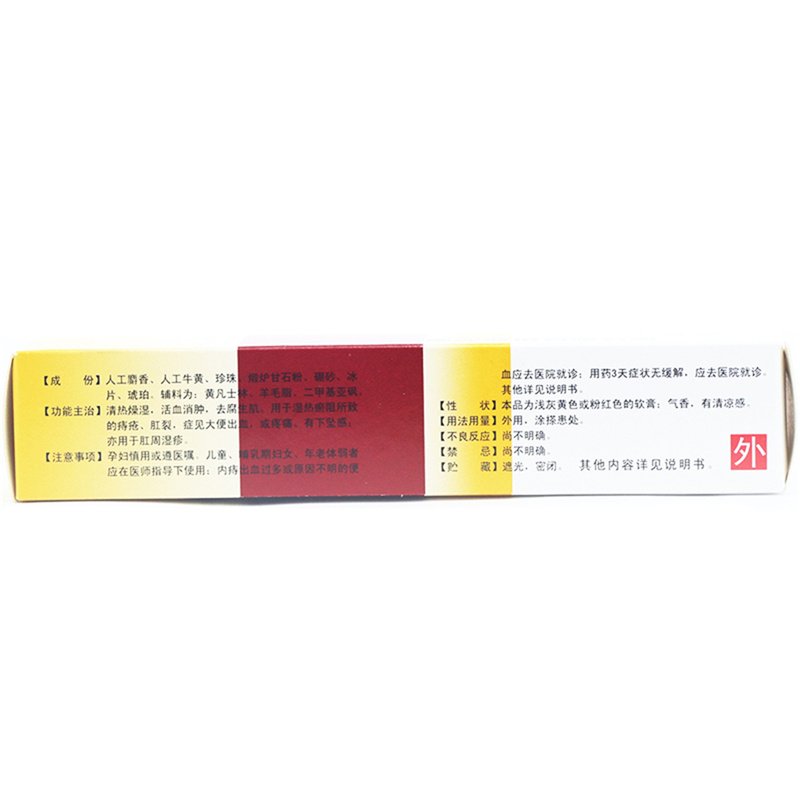 【成　份】人工麝香、人工牛黄、珍珠、煅炉甘石粉、硼砂、冰
片、琥珀。辅料为：黄凡士林、羊毛脂、二甲基亚砜。
【功能主治】清热燥湿，活血消肿，去腐生肌。用于湿热瘀阻所致
的痔疮、肛裂，症见大便出血，或疼痛、有下坠感；
亦用于肛周湿疹。
【注意事项】孕妇慎用或遵医嘱，儿童、哺乳期妇女、年老体弱者
应在医师指导下使用；内痔出血过多或原因不明的便
血应去医院就诊；用药3天症状无缓解，应去医院就诊。
其他详见说明书。
【性　状】本品为浅灰黄色或粉红色的软膏；气香，有清凉感。
【用法用量】外用，涂搽患处。
【不良反应】尚不明确。
【禁　忌】尚不明确。
【贮　藏】遮光，密闭。 其他内容详见说明书。
外